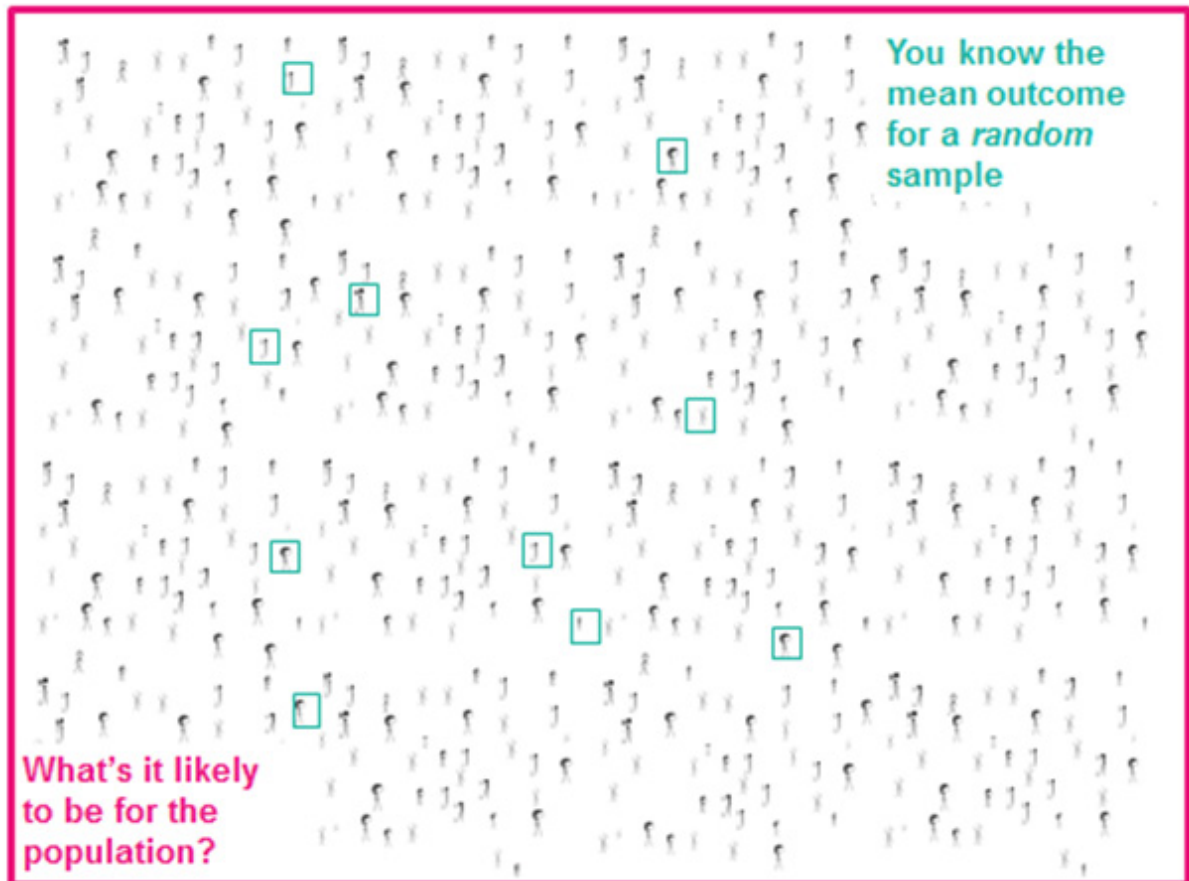 You know the
mean outcome
for a random
sample
What's it likely
to be for the
population?